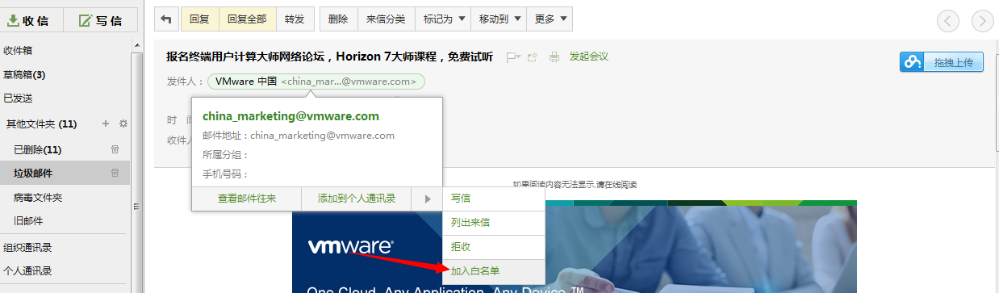 收 信 写 信
回复 回复全部 转发 删除 来信分类 标记为 移动到 更多
收件箱
草稿箱(3)
已发送
其他文件夹 (11)
已删除(11)
垃圾邮件
病毒文件夹
旧邮件
组织通讯录
个人通讯录
报名终端用户计算大师网络论坛，Horizon 7大师课程，免费试听 发起会议
拖拽上传
发件人： VMware 中国 <china_mar...@vmware.com>
时 间
收件人
china_marketing@vmware.com
邮件地址 : china_marketing@vmware.com
所属分组 :
手机号码 :
查看邮件往来 添加到个人通讯录
写信
列出来信
拒收
加入白名单
如果阅读内容无法显示,请在线阅读
vmware®
One Cloud, Any Application, Any Device ™